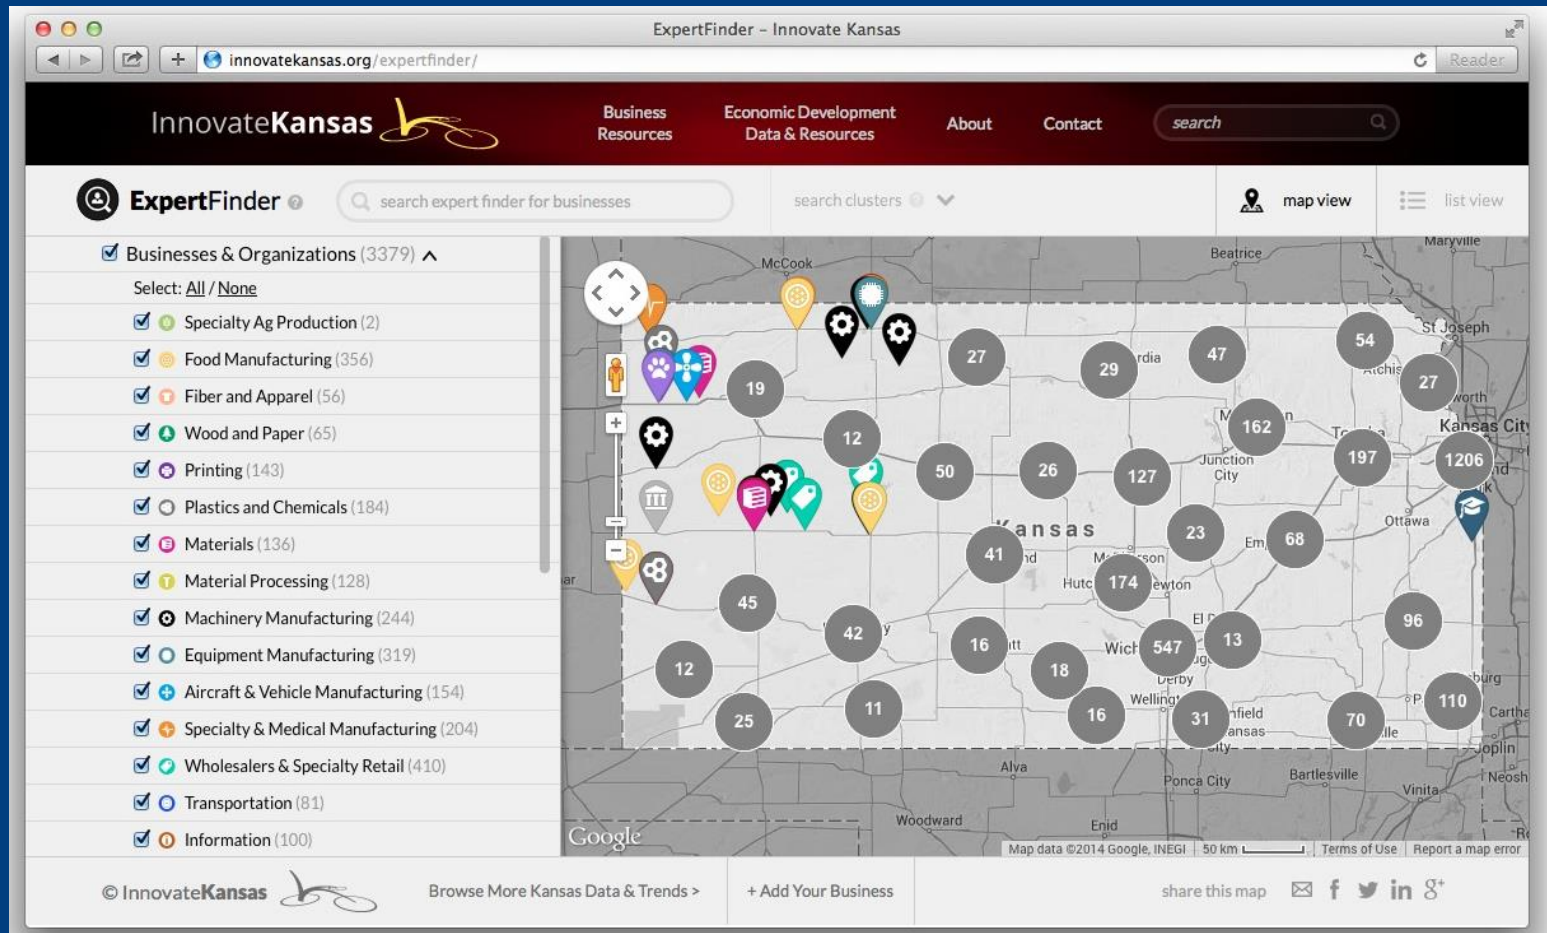 ExpertFinder – Innovate Kansas
innovatekansas.org/expertfinder/
Reader
InnovateKansas
Business
Resources
Economic Development
Data & Resources
About
Contact
search
ExpertFinder
search expert finder for businesses
search clusters
map view
list view
Businesses & Organizations (3379)
Select: All / None
Specialty Ag Production (2)
Food Manufacturing (356)
Fiber and Apparel (56)
Wood and Paper (65)
Printing (143)
Plastics and Chemicals (184)
Materials (136)
Material Processing (128)
Machinery Manufacturing (244)
Equipment Manufacturing (319)
Aircraft & Vehicle Manufacturing (154)
Specialty & Medical Manufacturing (204)
Wholesalers & Specialty Retail (410)
Transportation (81)
Information (100)
Maryville
Beatrice
McCook
St Joseph
54
47
27
29
19
27
Kansas City
162
12
197
1206
Junction
City
50
26
127
Ottawa
Kansas
23
68
41
174
45
96
42
16
547
13
12
18
Derby
110
25
11
16
31
70
Joplin
Alva
Ponca City
Bartlesville
Vinita
Woodward
Enid
Google
Map data ©2014 Google, INEGI
50 km
Terms of Use
Report a map error
© InnovateKansas
Browse More Kansas Data & Trends >
+ Add Your Business
share this map